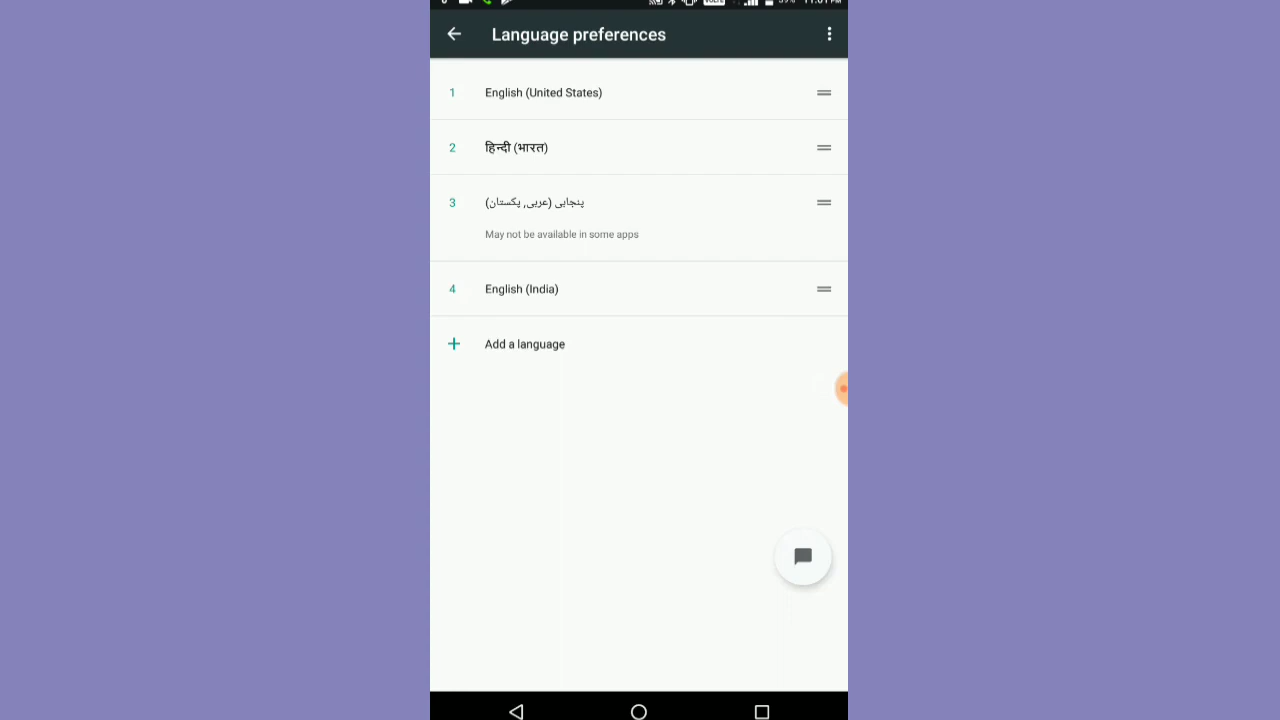 Language preferences
1 English (United States)
2 हिन्दी (भारत)
3 پنجابی (عربی, پکستان)
May not be available in some apps
4 English (India)
Add a language